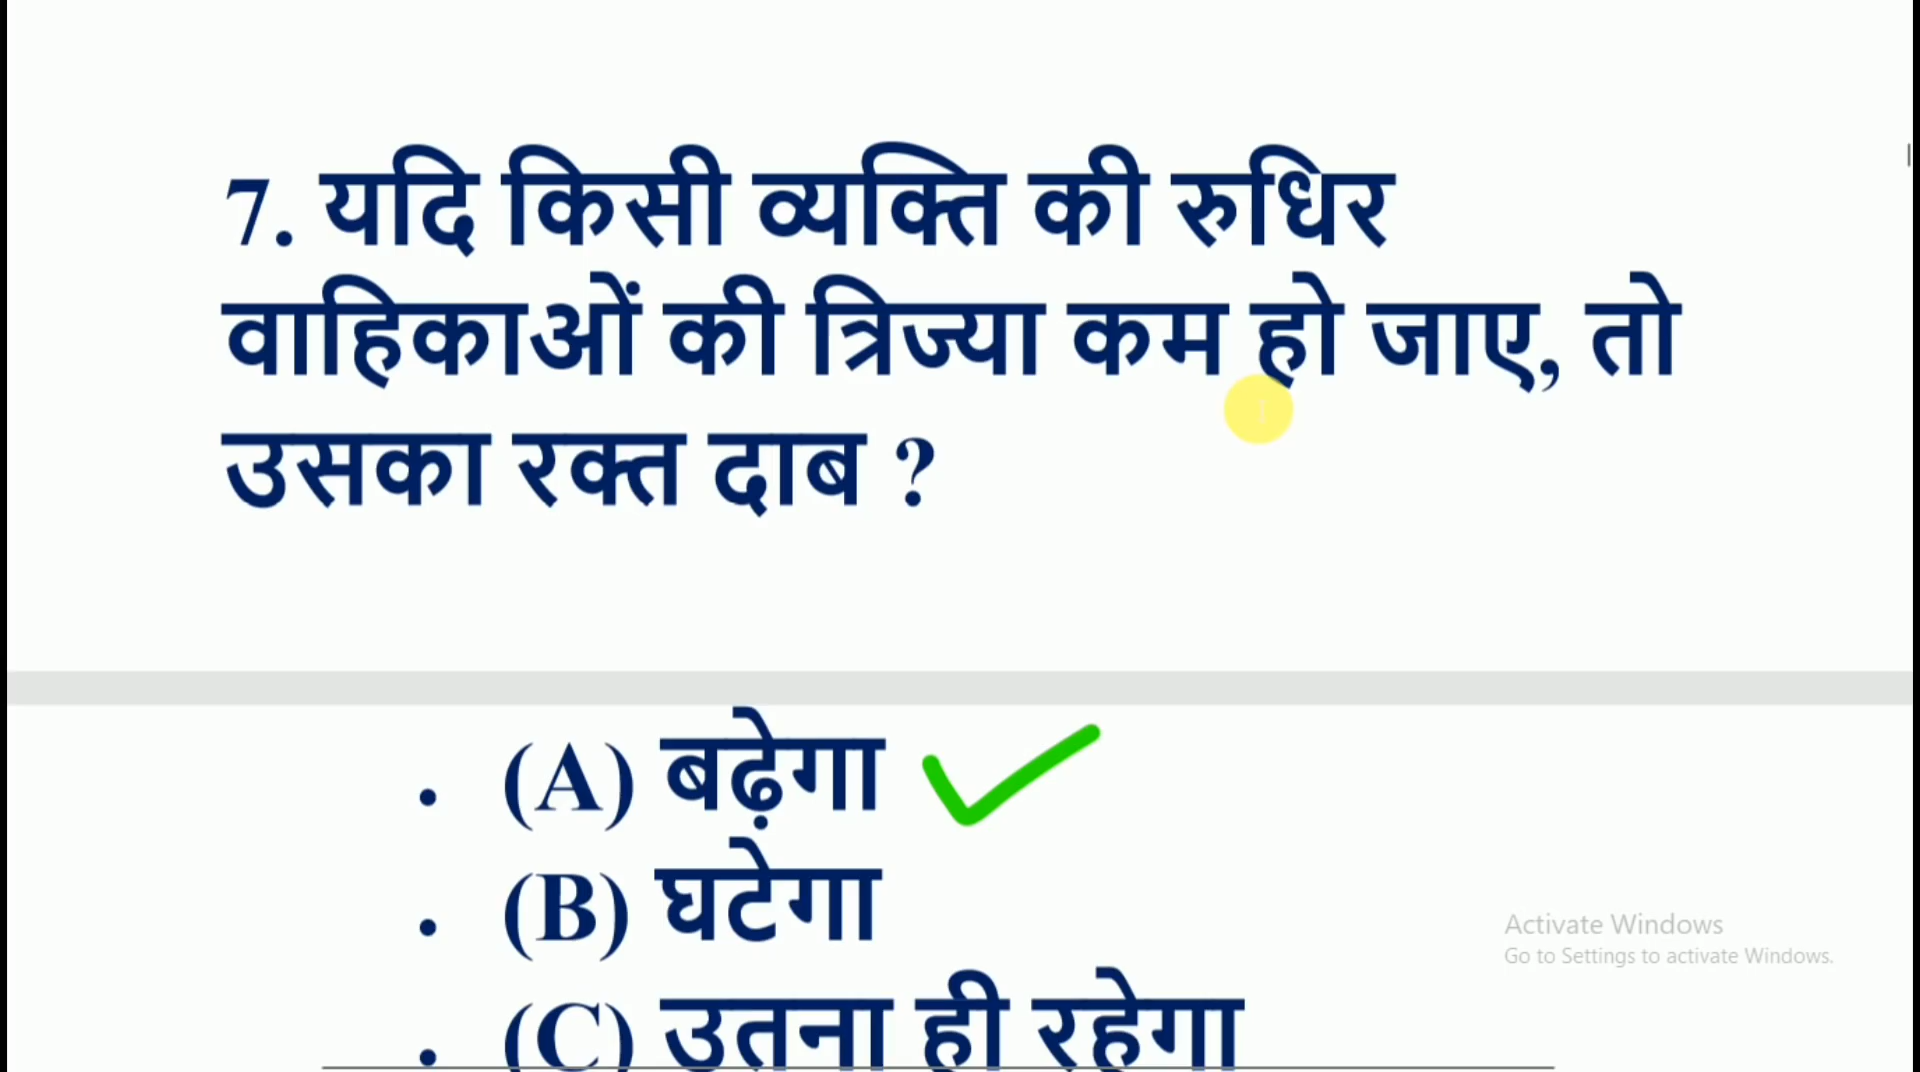 7. यदि किसी व्यक्ति की रुधिर
वाहिकाओं की त्रिज्या कम हो जाए, तो
उसका रक्त दाब ?
• (A) बढ़ेगा
• (B) घटेगा
• (C) उतना ही रहेगा
Activate Windows
Go to Settings to activate Windows.